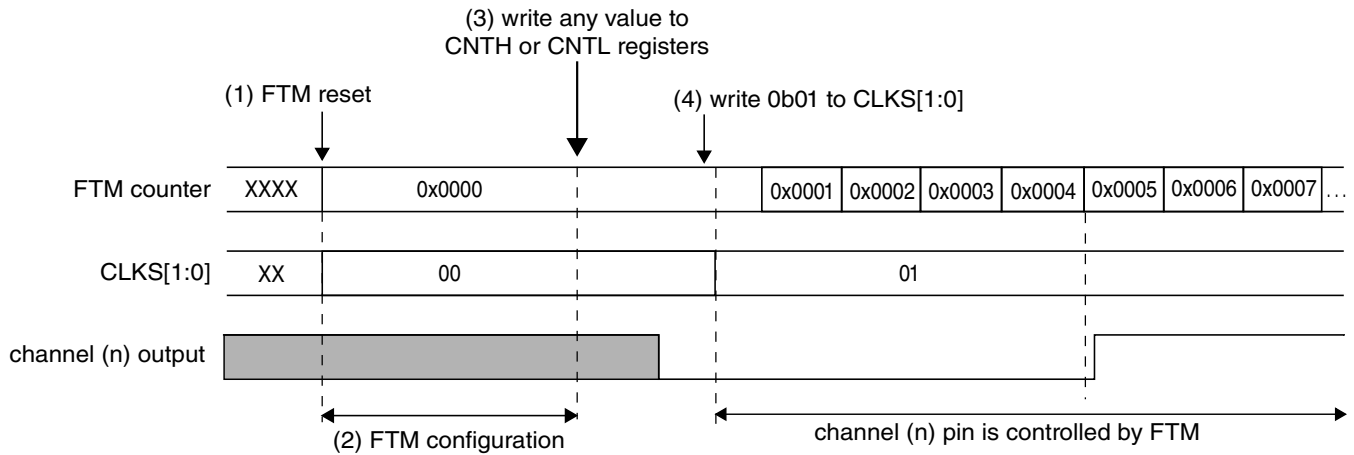 (3) write any value to
CNTH or CNTL registers
(1) FTM reset
(4) write 0b01 to CLKS[1:0]
FTM counter XXXX 0x0000 0x0001 0x0002 0x0003 0x0004 0x0005 0x0006 0x0007 ...
CLKS[1:0] XX 00 01
channel (n) output
(2) FTM configuration
channel (n) pin is controlled by FTM